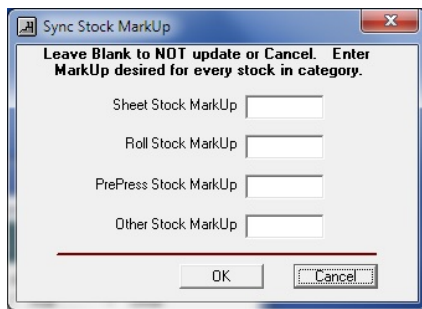 Sync Stock MarkUp
Leave Blank to NOT update or Cancel. Enter
MarkUp desired for every stock in category.
Sheet Stock MarkUp
Roll Stock MarkUp
PrePress Stock MarkUp
Other Stock MarkUp
OK Cancel